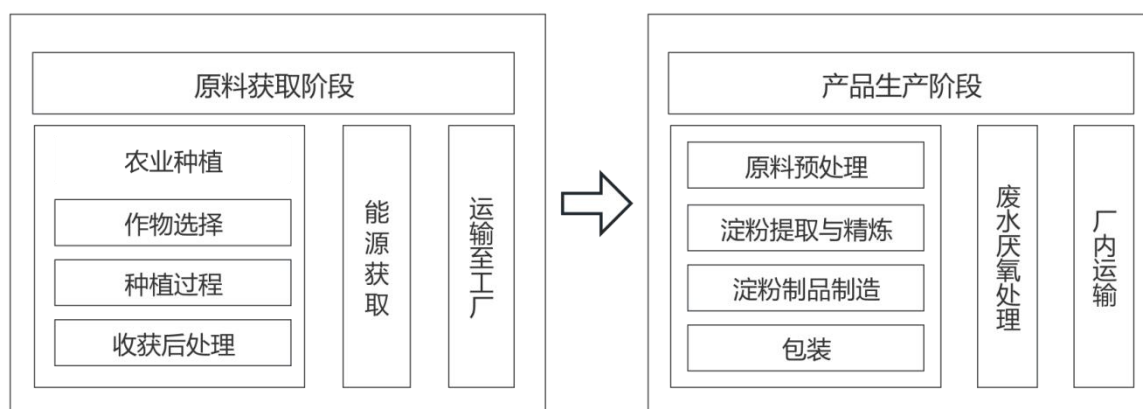 原料获取阶段
农业种植
作物选择
种植过程
收获后处理
能源获取
运输至工厂
产品生产阶段
原料预处理
淀粉提取与精炼
淀粉制品制造
包装
废水厌氧处理
厂内运输